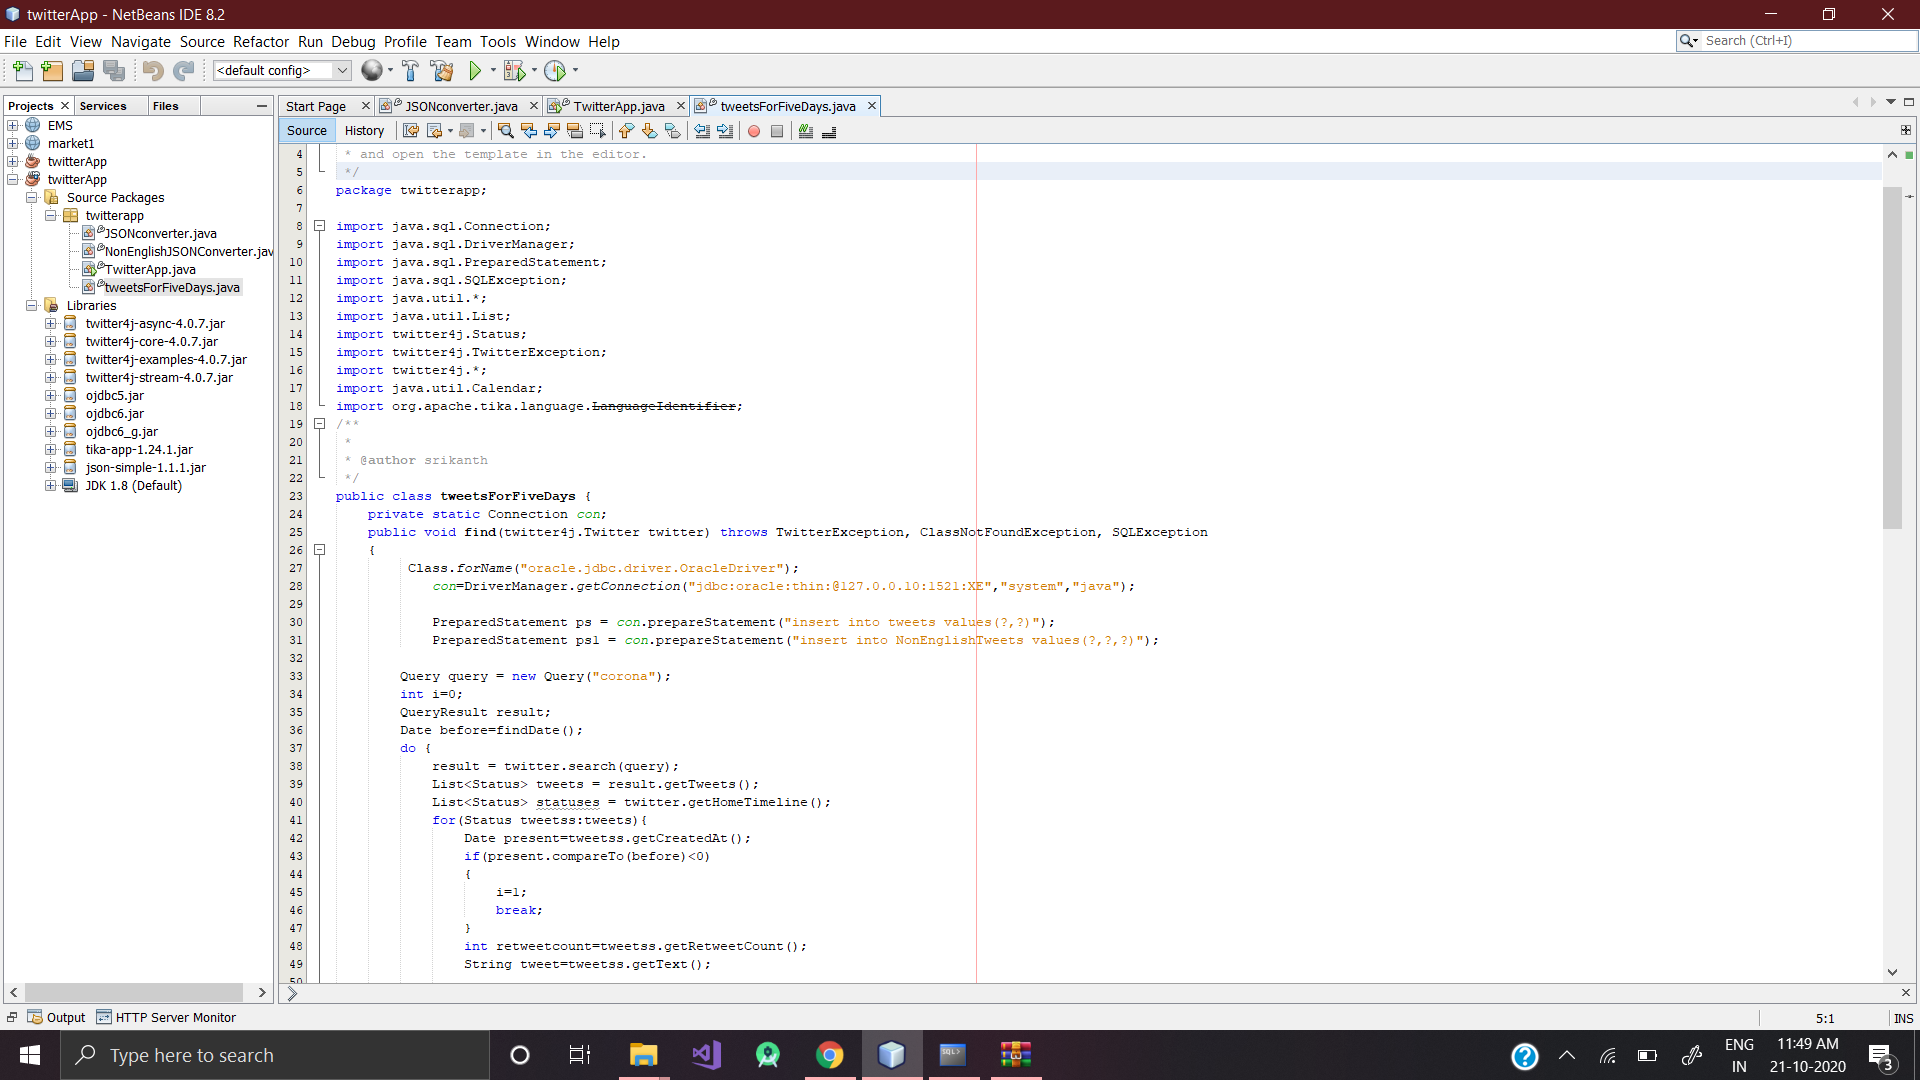 twitterApp - NetBeans IDE 8.2
File Edit View Navigate Source Refactor Run Debug Profile Team Tools Window Help
Search (Ctrl+I)
<default config>
Projects Services Files
Start Page JSONconverter.java TwitterApp.java tweetsForFiveDays.java
Source History
EMS
market1
twitterApp
twitterApp
Source Packages
twitterapp
JSONconverter.java
NonEnglishJSONConverter.jav
TwitterApp.java
tweetsForFiveDays.java
Libraries
twitter4j-async-4.0.7.jar
twitter4j-core-4.0.7.jar
twitter4j-examples-4.0.7.jar
twitter4j-stream-4.0.7.jar
ojdbc5.jar
ojdbc6.jar
ojdbc6_g.jar
tika-app-1.24.1.jar
json-simple-1.1.1.jar
JDK 1.8 (Default)
4 * and open the template in the editor.
5 */
6 package twitterapp;
7
8 import java.sql.Connection;
9 import java.sql.DriverManager;
10 import java.sql.PreparedStatement;
11 import java.sql.SQLException;
12 import java.util.*;
13 import java.util.List;
14 import twitter4j.Status;
15 import twitter4j.TwitterException;
16 import twitter4j.*;
17 import java.util.Calendar;
18 import org.apache.tika.language.LanguageIdentifier;
19 /**
20 *
21 * @author srikanth
22 */
23 public class tweetsForFiveDays {
24 private static Connection con;
25 public void find(twitter4j.Twitter twitter) throws TwitterException, ClassNotFoundException, SQLException
26 {
27 Class.forName("oracle.jdbc.driver.OracleDriver");
28 con=DriverManager.getConnection("jdbc:oracle:thin:@127.0.0.10:1521:XE","system","java");
29
30 PreparedStatement ps = con.prepareStatement("insert into tweets values(?,?)");
31 PreparedStatement ps1 = con.prepareStatement("insert into NonEnglishTweets values(?,?,?)");
32
33 Query query = new Query("corona");
34 int i=0;
35 QueryResult result;
36 Date before=findDate();
37 do {
38 result = twitter.search(query);
39 List<Status> tweets = result.getTweets();
40 List<Status> statuses = twitter.getHomeTimeline();
41 for(Status tweetss:tweets){
42 Date present=tweetss.getCreatedAt();
43 if(present.compareTo(before)<0)
44 {
45 i=1;
46 break;
47 }
48 int retweetcount=tweetss.getRetweetCount();
49 String tweet=tweetss.getText();
50
Output HTTP Server Monitor
5:1 INS
Type here to search
SQL>
ENG
IN
11:49 AM
21-10-2020
3